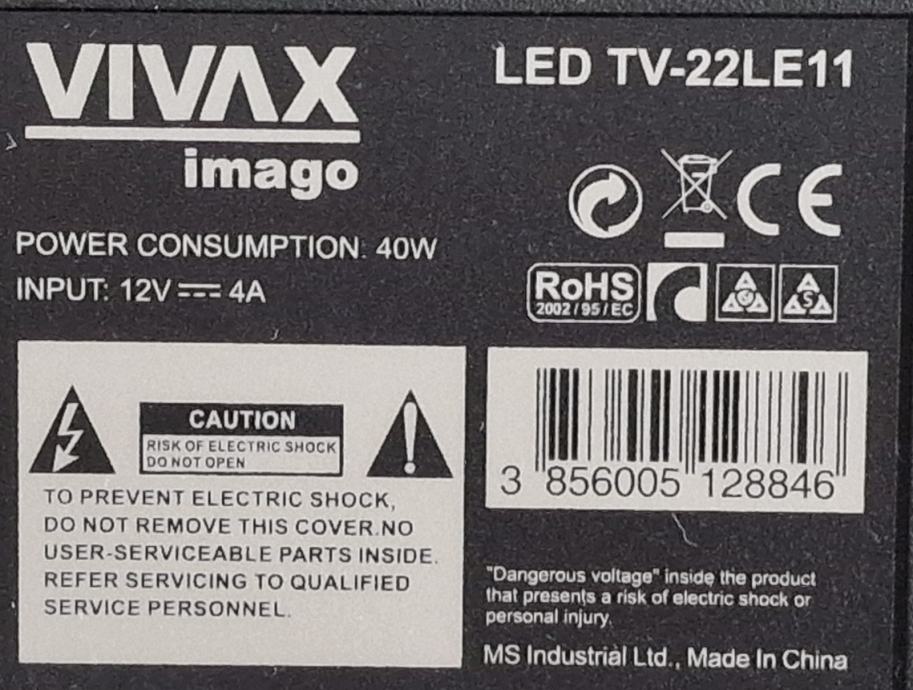 VIVAX
imago
LED TV-22LE11
POWER CONSUMPTION: 40W
INPUT: 12V ⎓ 4A
CE
RoHS
2002/95/EC
S
CAUTION
RISK OF ELECTRIC SHOCK
DO NOT OPEN
TO PREVENT ELECTRIC SHOCK,
DO NOT REMOVE THIS COVER.NO
USER-SERVICEABLE PARTS INSIDE.
REFER SERVICING TO QUALIFIED
SERVICE PERSONNEL.
3 856005 128846
"Dangerous voltage" inside the product
that presents a risk of electric shock or
personal injury.
MS Industrial Ltd., Made In China